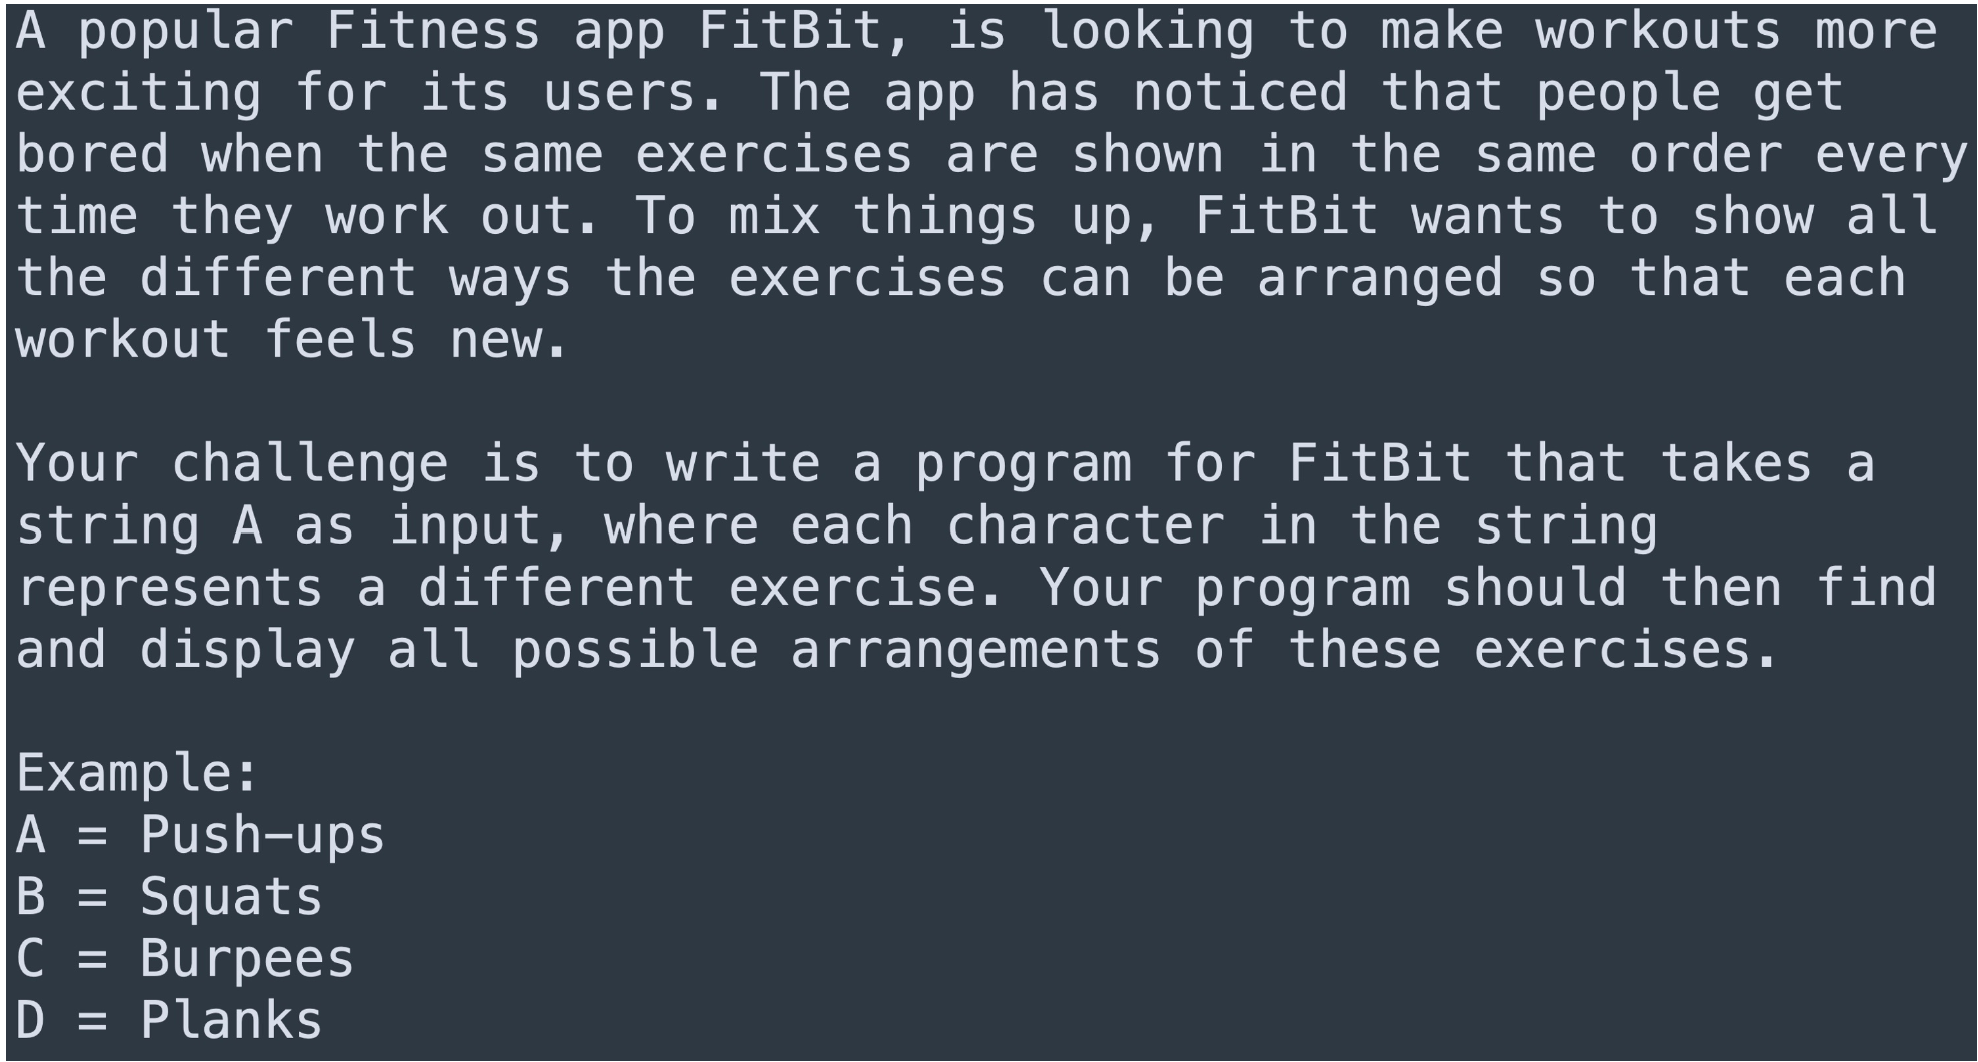 A popular Fitness app FitBit, is looking to make workouts more
exciting for its users. The app has noticed that people get
bored when the same exercises are shown in the same order every
time they work out. To mix things up, FitBit wants to show all
the different ways the exercises can be arranged so that each
workout feels new.
Your challenge is to write a program for FitBit that takes a
string A as input, where each character in the string
represents a different exercise. Your program should then find
and display all possible arrangements of these exercises.
Example:
A = Push-ups
B = Squats
C = Burpees
D = Planks